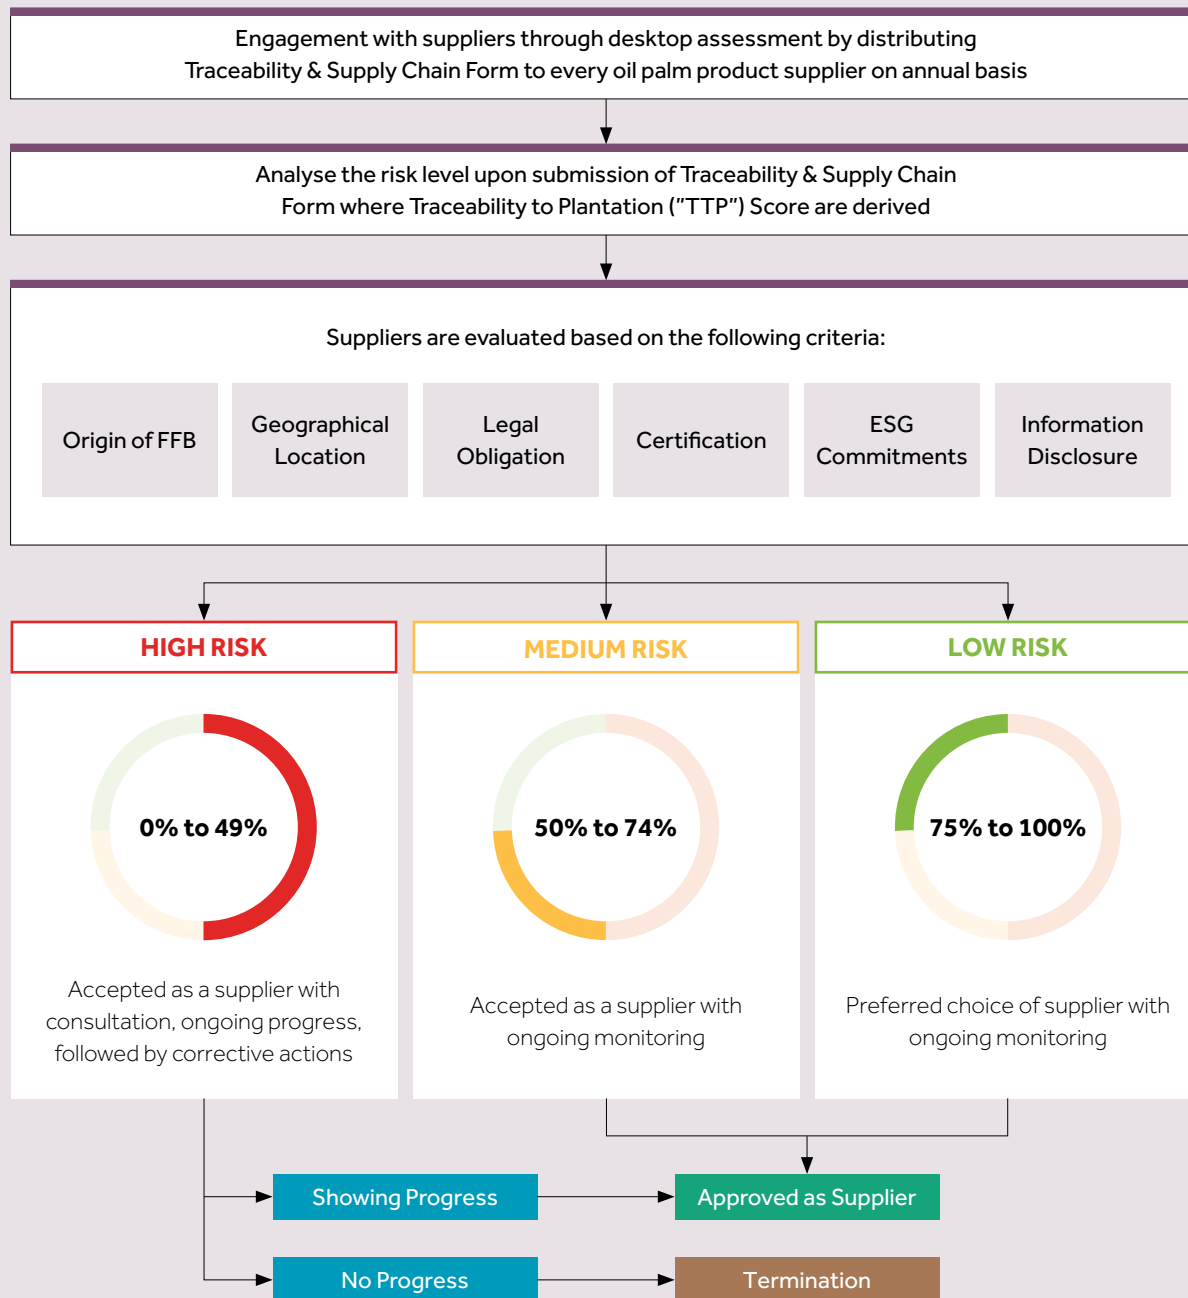 Engagement with suppliers through desktop assessment by distributing
Traceability & Supply Chain Form to every oil palm product supplier on annual basis
Analyse the risk level upon submission of Traceability & Supply Chain
Form where Traceability to Plantation ("TTP") Score are derived
Suppliers are evaluated based on the following criteria:
Origin of FFB
Geographical
Location
Legal
Obligation
Certification
ESG
Commitments
Information
Disclosure
HIGH RISK
0% to 49%
Accepted as a supplier with
consultation, ongoing progress,
followed by corrective actions
MEDIUM RISK
50% to 74%
Accepted as a supplier with
ongoing monitoring
LOW RISK
75% to 100%
Preferred choice of supplier with
ongoing monitoring
Showing Progress
Approved as Supplier
No Progress
Termination